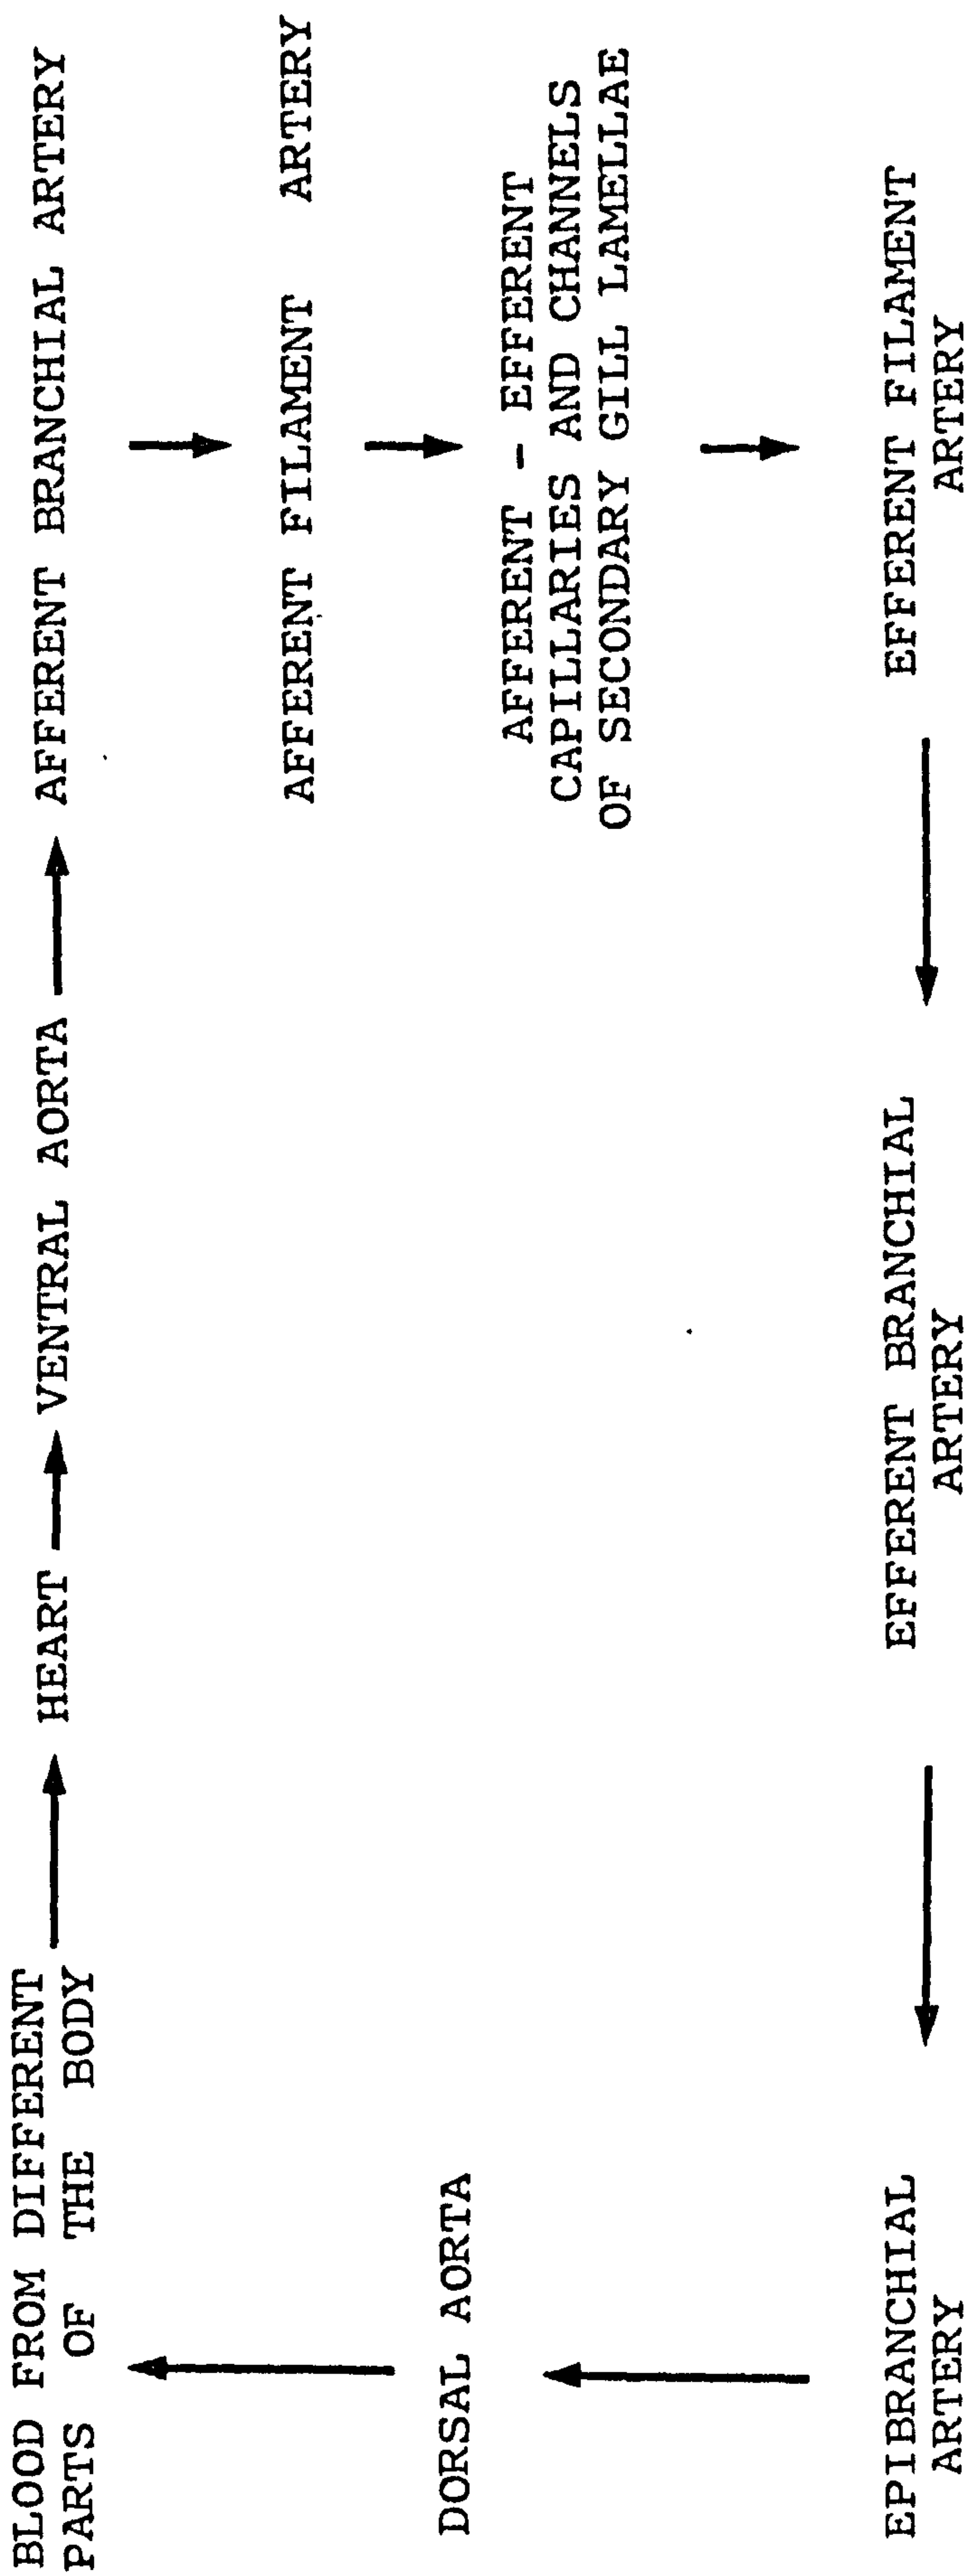 BLOOD FROM DIFFERENT
PARTS OF THE BODY
HEART
VENTRAL AORTA
AFFERENT BRANCHIAL ARTERY
AFFERENT FILAMENT ARTERY
AFFERENT - EFFERENT
CAPILLARIES AND CHANNELS
OF SECONDARY GILL LAMELLAE
EFFERENT FILAMENT
ARTERY
EFFERENT BRANCHIAL
ARTERY
EPIBRANCHIAL
ARTERY
DORSAL AORTA